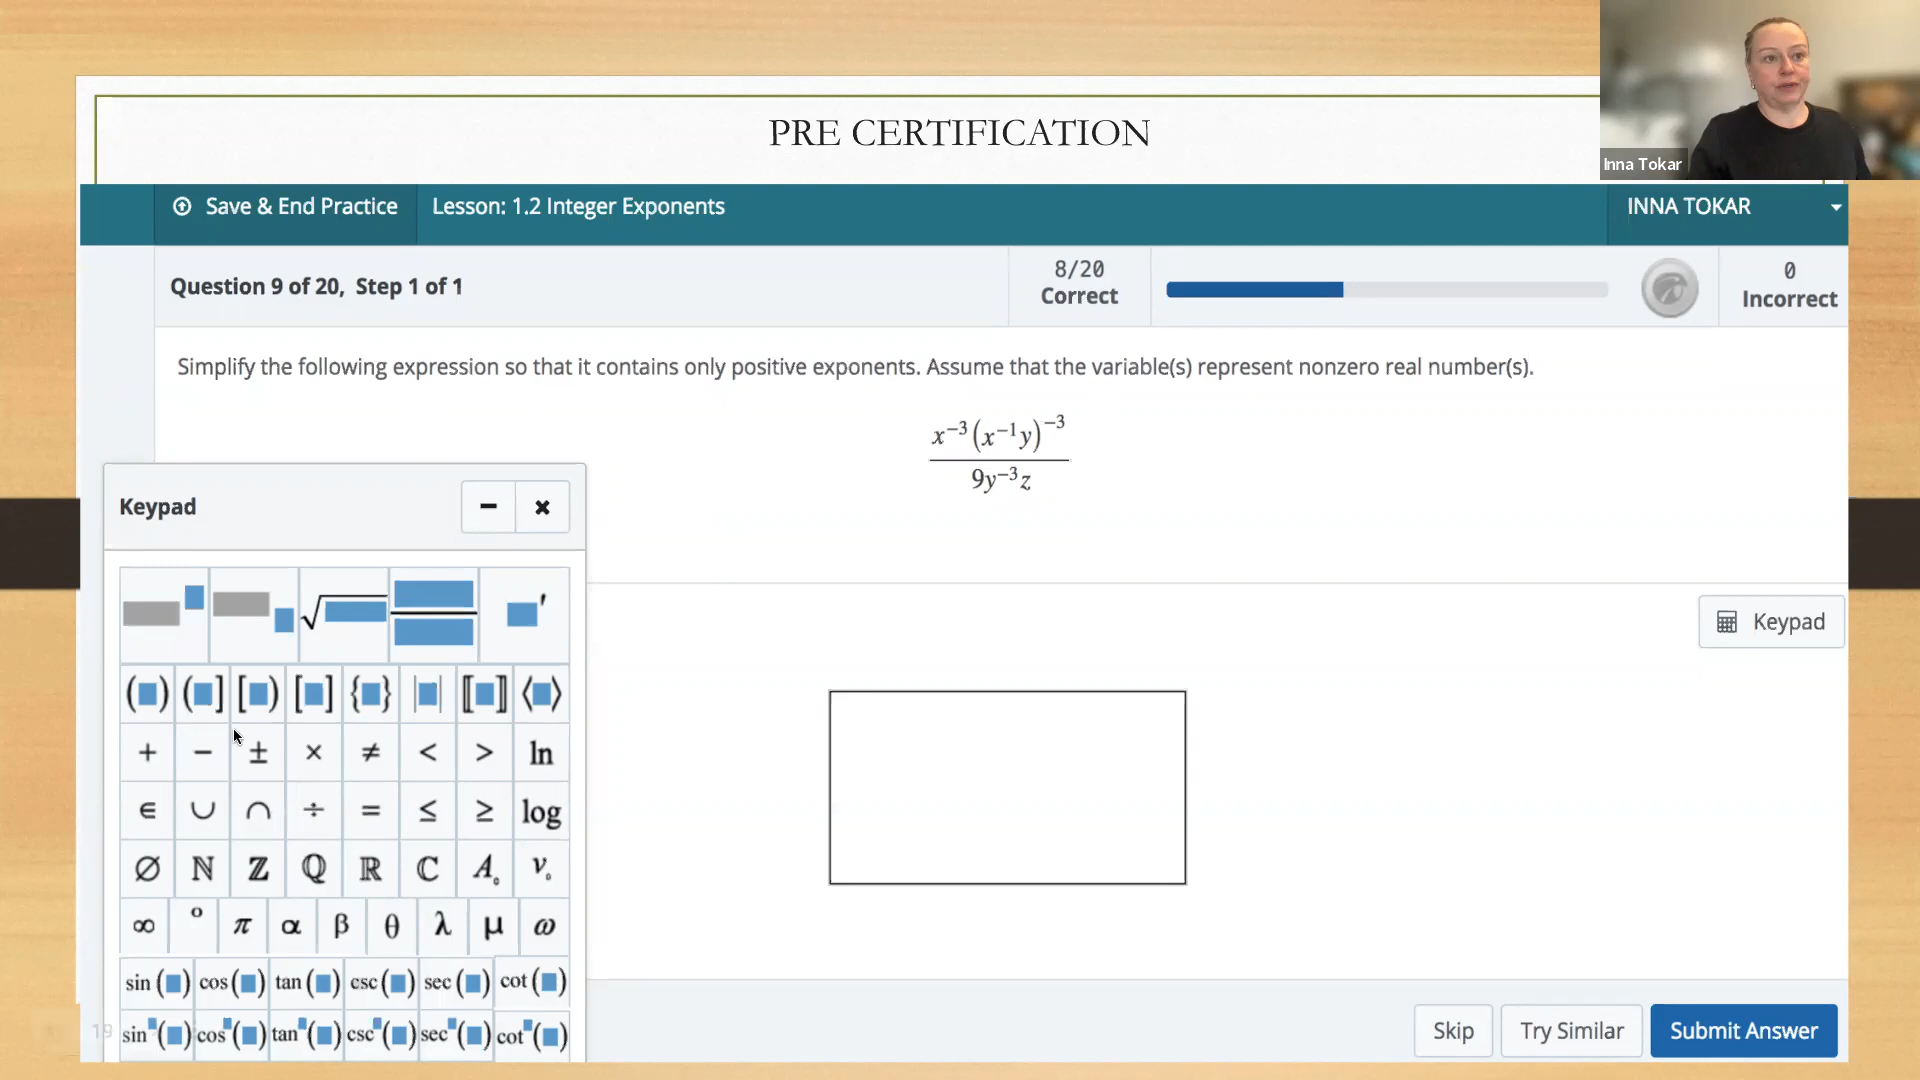 PRE CERTIFICATION
Inna Tokar
Save & End Practice
Lesson: 1.2 Integer Exponents
INNA TOKAR
Question 9 of 20, Step 1 of 1
8/20
Correct
0
Incorrect
Simplify the following expression so that it contains only positive exponents. Assume that the variable(s) represent nonzero real number(s).
x⁻³(x⁻¹y)⁻³
9y⁻³z
Keypad
Keypad
( ) ( ] [ ) [ ] { } | | ⟦ ⟧ ⟨ ⟩
+ − ± × ≠ < > ln
∈ ∪ ∩ ÷ = ≤ ≥ log
∅ ℕ ℤ ℚ ℝ ℂ A v
∞ ° π α β θ λ μ ω
sin( ) cos( ) tan( ) csc( ) sec( ) cot( )
19
sin ( ) cos ( ) tan ( ) csc ( ) sec ( ) cot ( )
Skip
Try Similar
Submit Answer